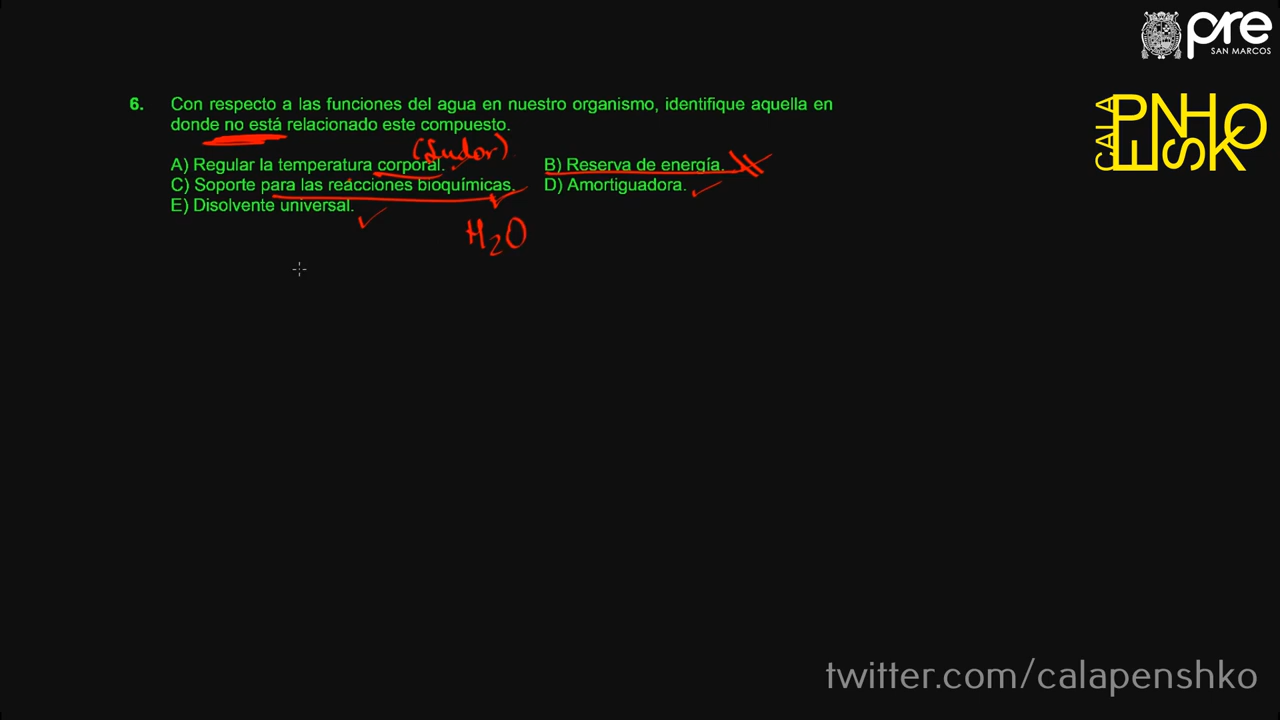 pre
SAN MARCOS
CALA
PENSHKO
6. Con respecto a las funciones del agua en nuestro organismo, identifique aquella en
donde no está relacionado este compuesto.
(Sudor)
A) Regular la temperatura corporal. B) Reserva de energía.
C) Soporte para las reacciones bioquímicas. D) Amortiguadora.
E) Disolvente universal.
H2O
twitter.com/calapenshko